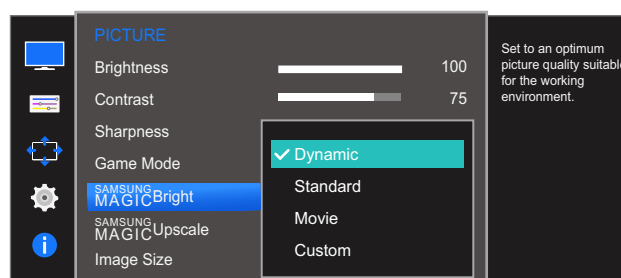 PICTURE
Brightness 100
Contrast 75
Sharpness
Game Mode
SAMSUNG
MAGICBright
SAMSUNG
MAGICUpscale
Image Size
Dynamic
Standard
Movie
Custom
Set to an optimum
picture quality suitable
for the working
environment.